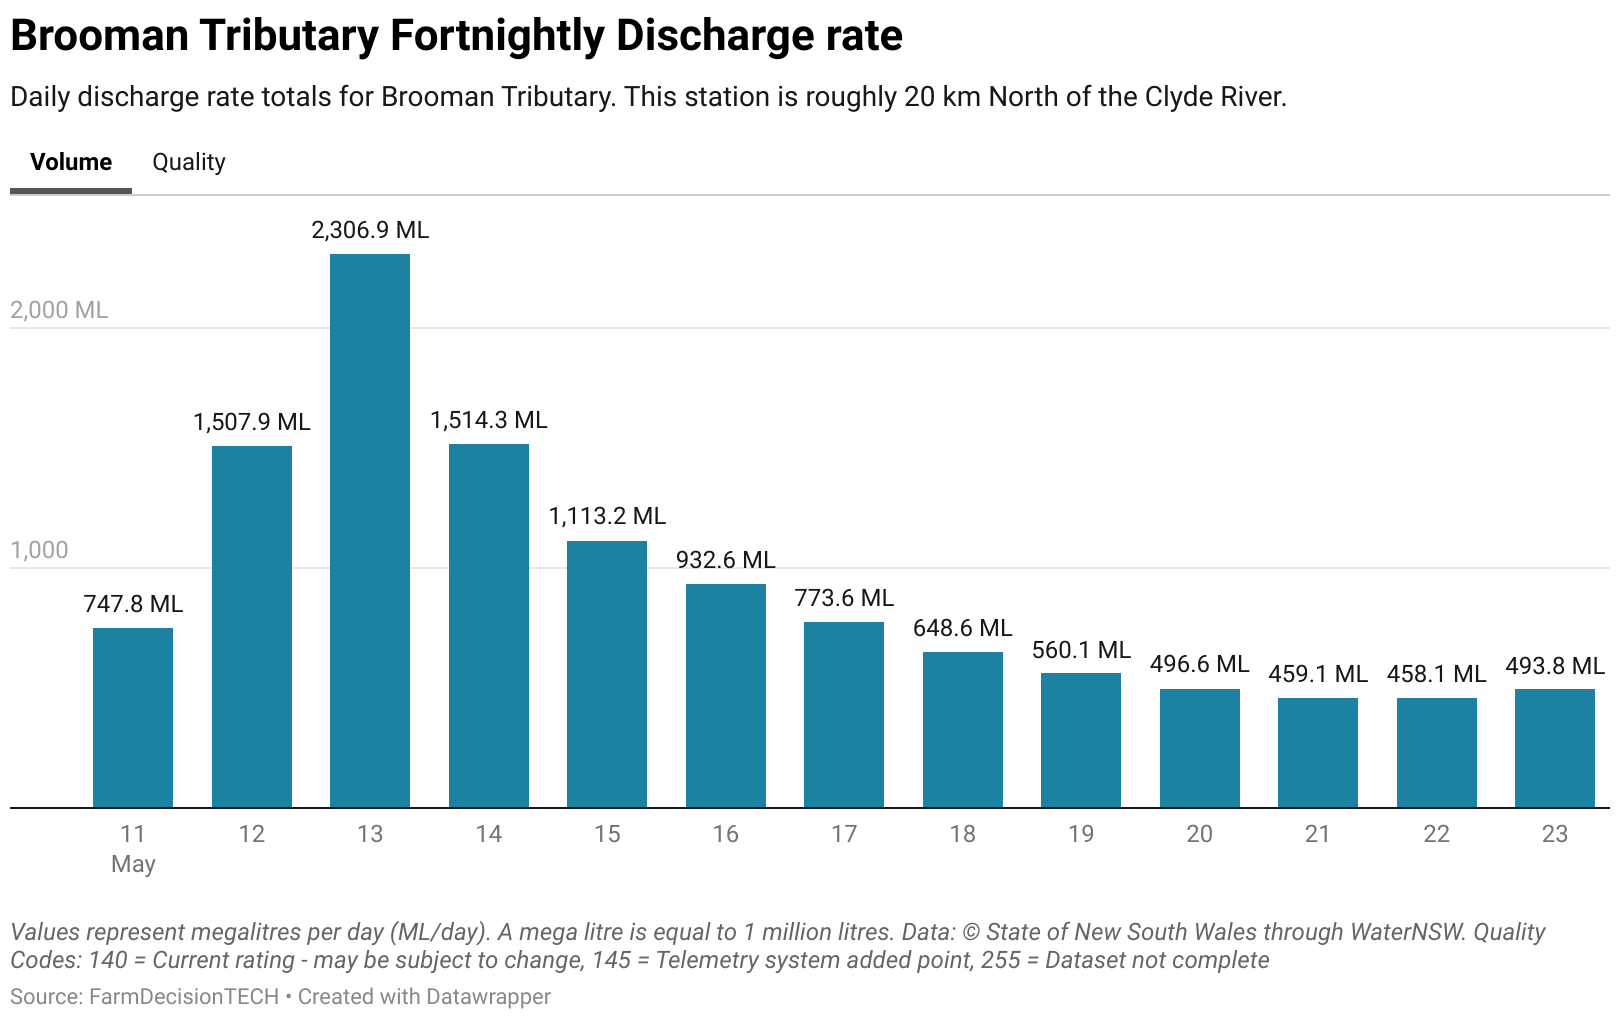 Brooman Tributary Fortnightly Discharge rate
Daily discharge rate totals for Brooman Tributary. This station is roughly 20 km North of the Clyde River.
Volume Quality
2,306.9 ML
2,000 ML
1,507.9 ML 1,514.3 ML
1,113.2 ML
1,000
932.6 ML
747.8 ML 773.6 ML
648.6 ML
560.1 ML
496.6 ML 459.1 ML 458.1 ML 493.8 ML
11 12 13 14 15 16 17 18 19 20 21 22 23
May
Values represent megalitres per day (ML/day). A mega litre is equal to 1 million litres. Data: © State of New South Wales through WaterNSW. Quality
Codes: 140 = Current rating - may be subject to change, 145 = Telemetry system added point, 255 = Dataset not complete
Source: FarmDecisionTECH • Created with Datawrapper